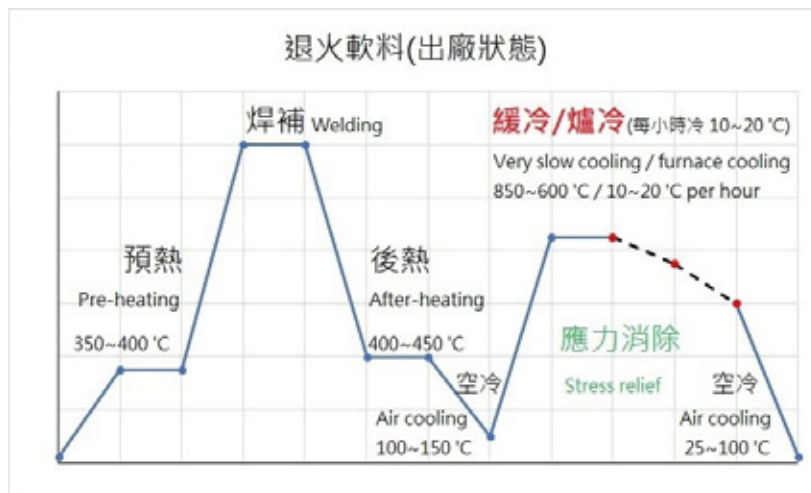 退火軟料(出廠狀態)
焊補 Welding
緩冷/爐冷(每小時冷 10~20 ℃)
Very slow cooling / furnace cooling
850~600 ℃ / 10~20 ℃ per hour
預熱
Pre-heating
350~400 ℃
後熱
After-heating
400~450 ℃
空冷
Air cooling
100~150 ℃
應力消除
Stress relief
空冷
Air cooling
25~100 ℃